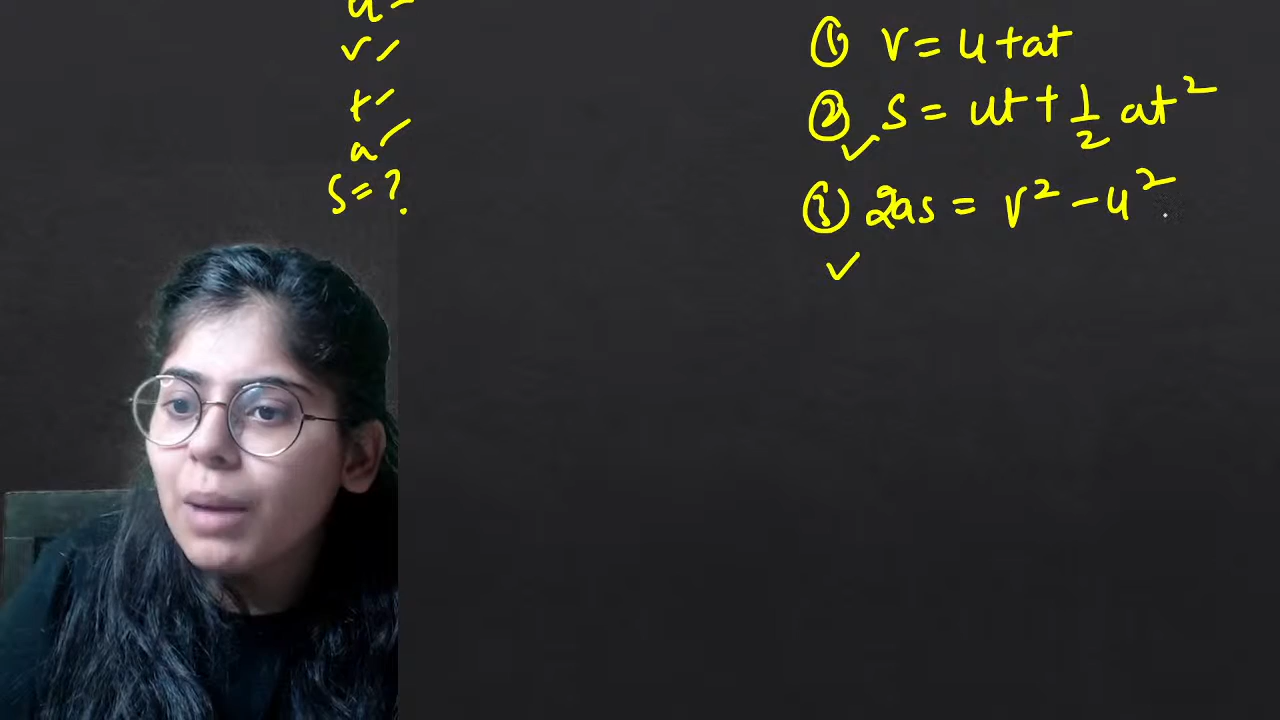 u =
v ✓
t ✓
a ✓
S = ?
① v = u + at
② ✓ S = ut + 1/2 at²
③ ✓ 2as = v² - u²